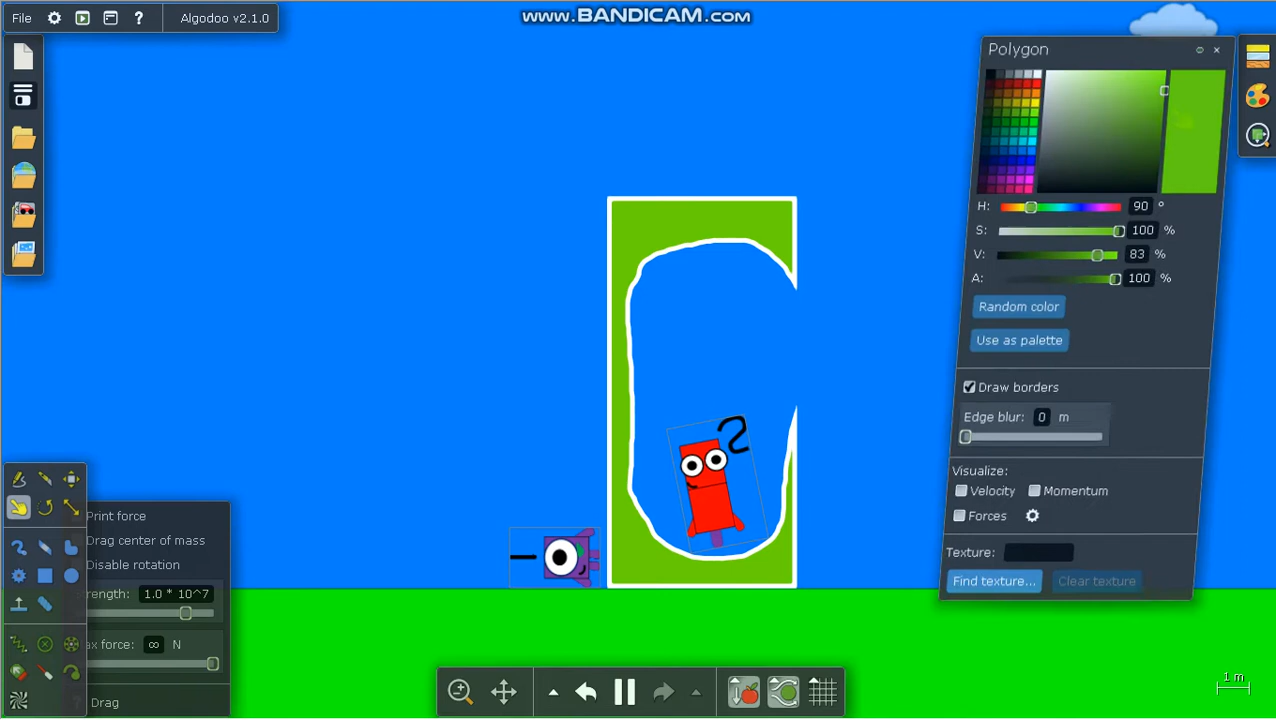 File
?
Algodoo v2.1.0
www.BANDICAM.com
Polygon
H: 90 °
S: 100 %
V: 83 %
A: 100 %
Random color
Use as palette
Draw borders
Edge blur: 0 m
Visualize:
Velocity Momentum
Forces
Texture:
Find texture... Clear texture
2
Print force
Drag center of mass
Disable rotation
trength: 1.0 * 10^7
ax force: ∞ N
? Drag
1 m